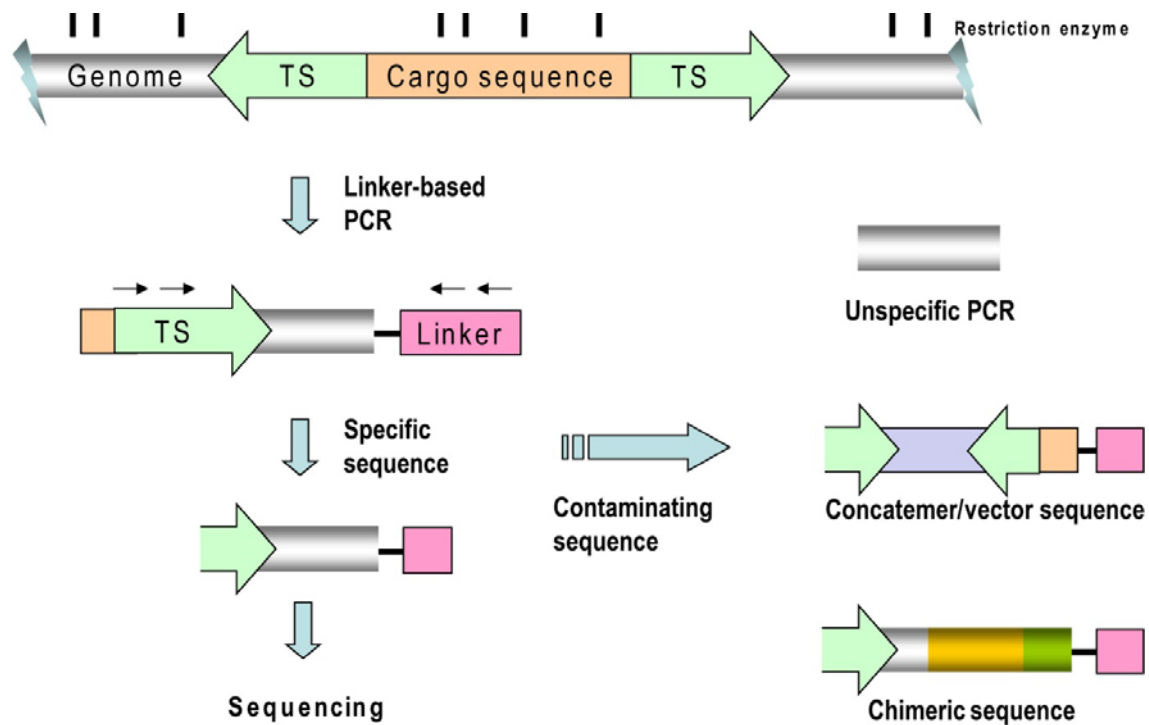 Restriction enzyme
Genome
TS
Cargo sequence
TS
Linker-based
PCR
TS
Linker
Unspecific PCR
Specific
sequence
Contaminating
sequence
Concatemer/vector sequence
Sequencing
Chimeric sequence